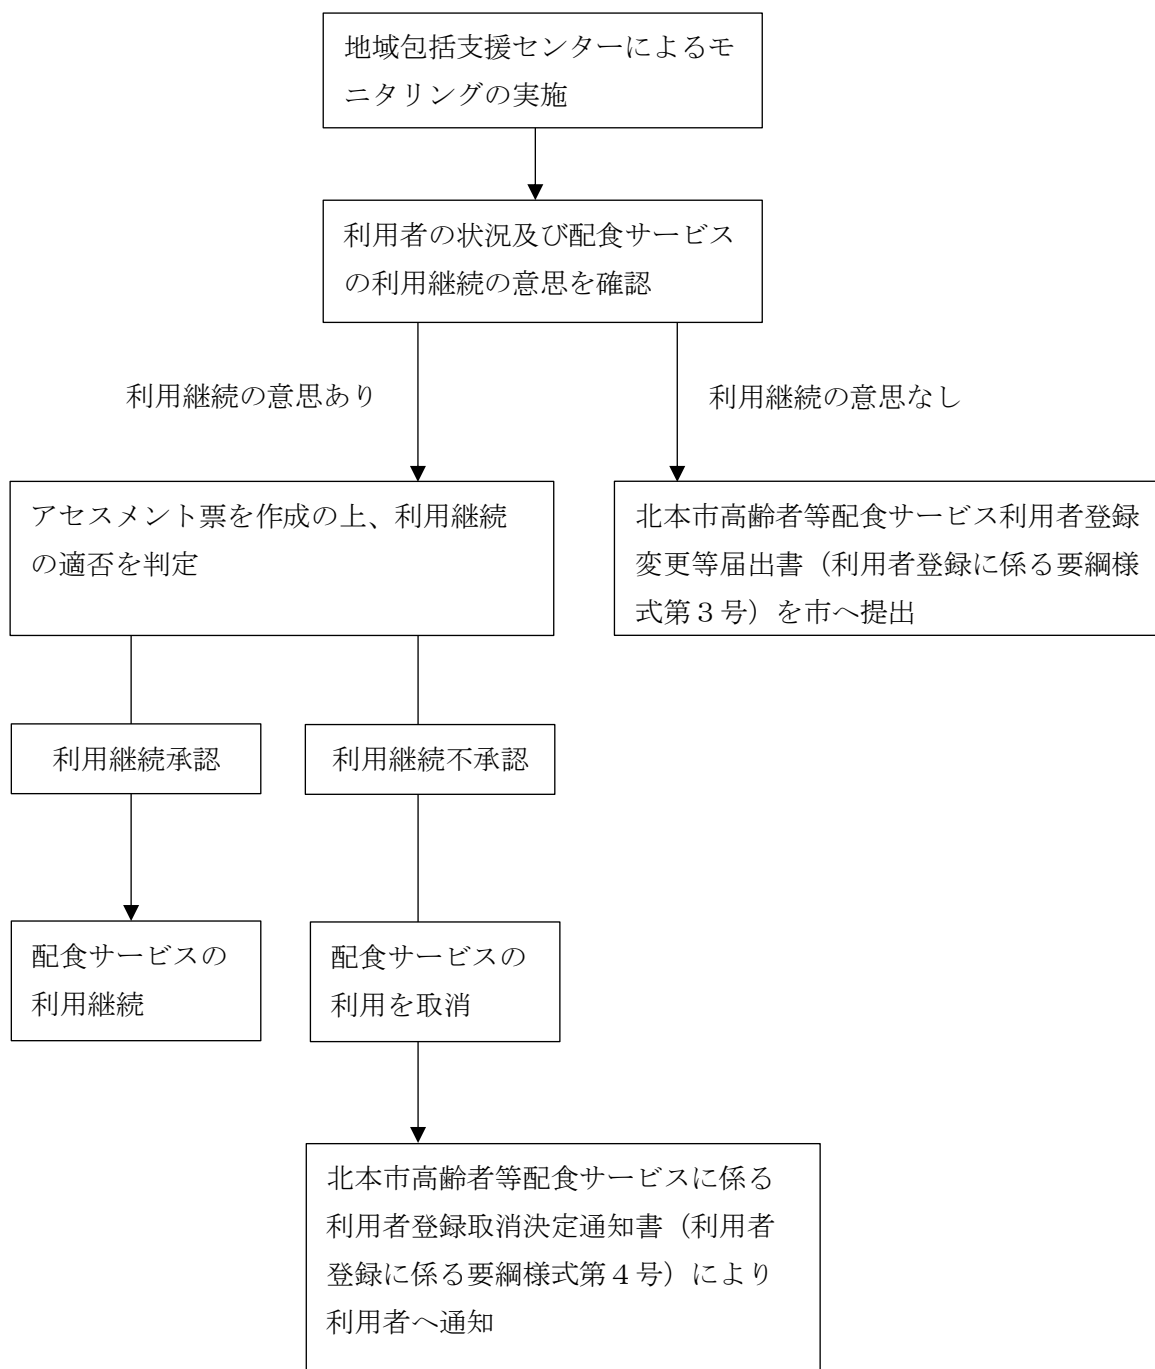 地域包括支援センターによるモ
ニタリングの実施
利用者の状況及び配食サービス
の利用継続の意思を確認
利用継続の意思あり
利用継続の意思なし
アセスメント票を作成の上、利用継続
の適否を判定
北本市高齢者等配食サービス利用者登録
変更等届出書（利用者登録に係る要綱様
式第３号）を市へ提出
利用継続承認
利用継続不承認
配食サービスの
利用継続
配食サービスの
利用を取消
北本市高齢者等配食サービスに係る
利用者登録取消決定通知書（利用者
登録に係る要綱様式第４号）により
利用者へ通知